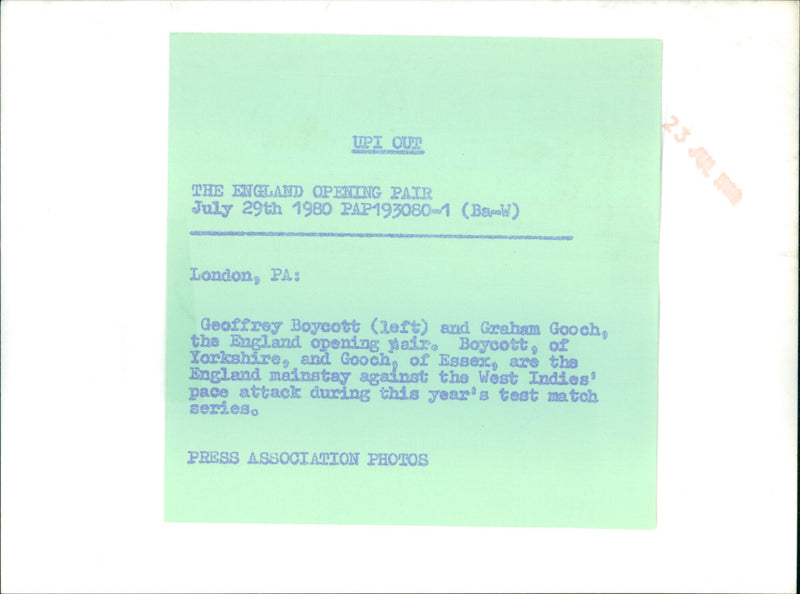 UPI OUT
THE ENGLAND OPENING PAIR
July 29th 1980 PAP193080-1 (Ba-W)
London, PA:
Geoffrey Boycott (left) and Graham Gooch,
the England opening pair. Boycott, of
Yorkshire, and Gooch, of Essex, are the
England mainstay against the West Indies'
pace attack during this year's test match
series.
PRESS ASSOCIATION PHOTOS
23 JUL